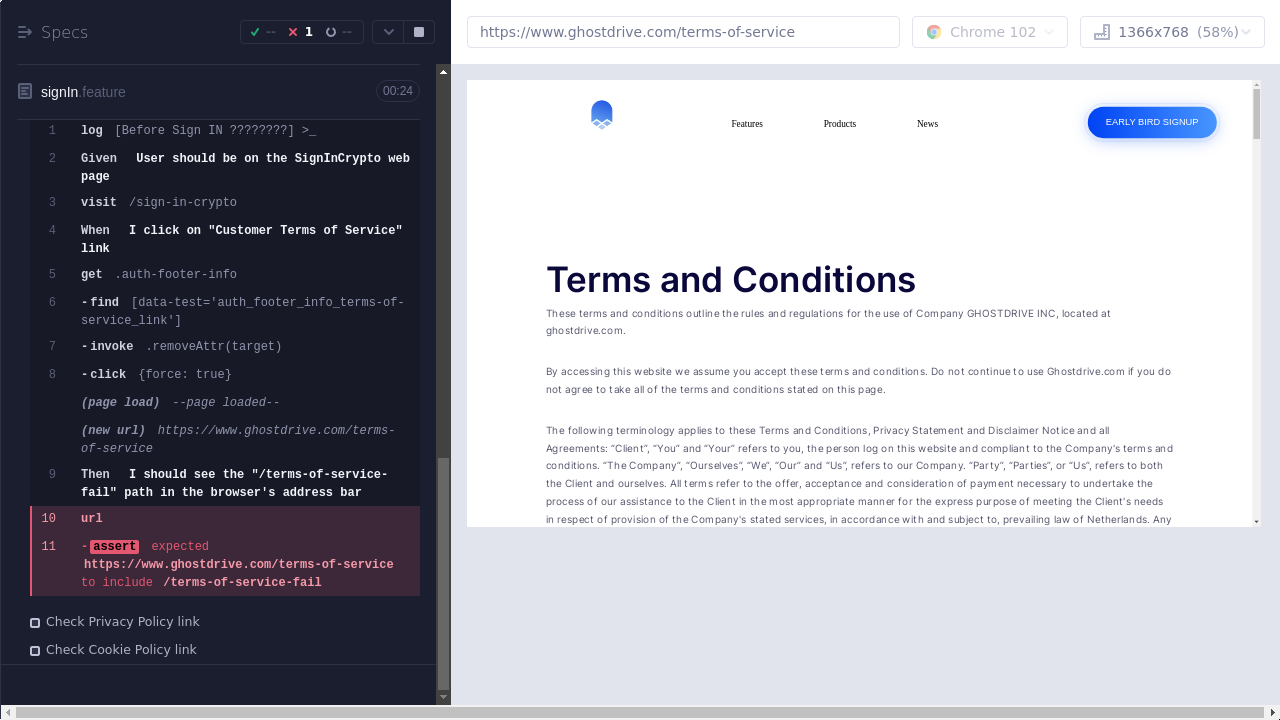 Specs
-- 1 --
https://www.ghostdrive.com/terms-of-service
Chrome 102
1366x768 (58%)
signIn.feature
00:24
1 log [Before Sign IN ????????] >_
2 Given User should be on the SignInCrypto web
page
3 visit /sign-in-crypto
4 When I click on "Customer Terms of Service"
link
5 get .auth-footer-info
6 -find [data-test='auth_footer_info_terms-of-
service_link']
7 -invoke .removeAttr(target)
8 -click {force: true}
(page load) --page loaded--
(new url) https://www.ghostdrive.com/terms-
of-service
9 Then I should see the "/terms-of-service-
fail" path in the browser's address bar
10 url
11 -assert expected
https://www.ghostdrive.com/terms-of-service
to include /terms-of-service-fail
Check Privacy Policy link
Check Cookie Policy link
Features Products News
EARLY BIRD SIGNUP
Terms and Conditions
These terms and conditions outline the rules and regulations for the use of Company GHOSTDRIVE INC, located at
ghostdrive.com.
By accessing this website we assume you accept these terms and conditions. Do not continue to use Ghostdrive.com if you do
not agree to take all of the terms and conditions stated on this page.
The following terminology applies to these Terms and Conditions, Privacy Statement and Disclaimer Notice and all
Agreements: “Client”, “You” and “Your” refers to you, the person log on this website and compliant to the Company's terms and
conditions. “The Company”, “Ourselves”, “We”, “Our” and “Us”, refers to our Company. “Party”, “Parties”, or “Us”, refers to both
the Client and ourselves. All terms refer to the offer, acceptance and consideration of payment necessary to undertake the
process of our assistance to the Client in the most appropriate manner for the express purpose of meeting the Client's needs
in respect of provision of the Company's stated services, in accordance with and subject to, prevailing law of Netherlands. Any